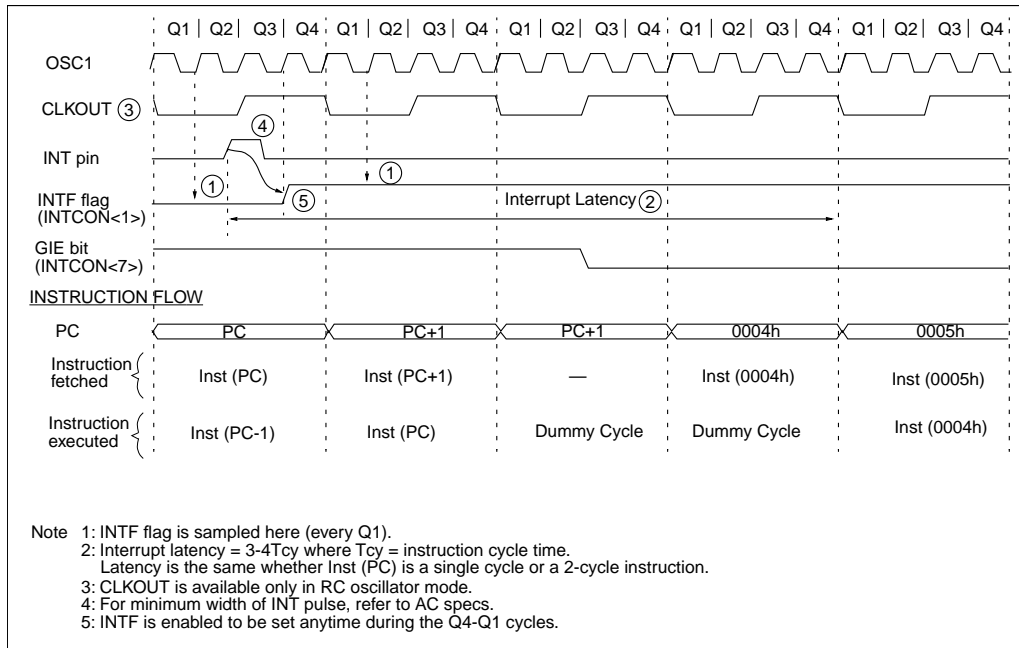 Q1 | Q2 | Q3 | Q4 Q1 | Q2 | Q3 | Q4 Q1 | Q2 | Q3 | Q4 Q1 | Q2 | Q3 | Q4 Q1 | Q2 | Q3 | Q4
OSC1
CLKOUT 3
4
INT pin
1 1
INTF flag
(INTCON<1>)
5 Interrupt Latency 2
GIE bit
(INTCON<7>)
INSTRUCTION FLOW
PC PC PC+1 PC+1 0004h 0005h
Instruction
fetched
Inst (PC) Inst (PC+1) — Inst (0004h) Inst (0005h)
Instruction
executed
Inst (PC-1) Inst (PC) Dummy Cycle Dummy Cycle Inst (0004h)
Note 1: INTF flag is sampled here (every Q1).
2: Interrupt latency = 3-4Tcy where Tcy = instruction cycle time.
Latency is the same whether Inst (PC) is a single cycle or a 2-cycle instruction.
3: CLKOUT is available only in RC oscillator mode.
4: For minimum width of INT pulse, refer to AC specs.
5: INTF is enabled to be set anytime during the Q4-Q1 cycles.